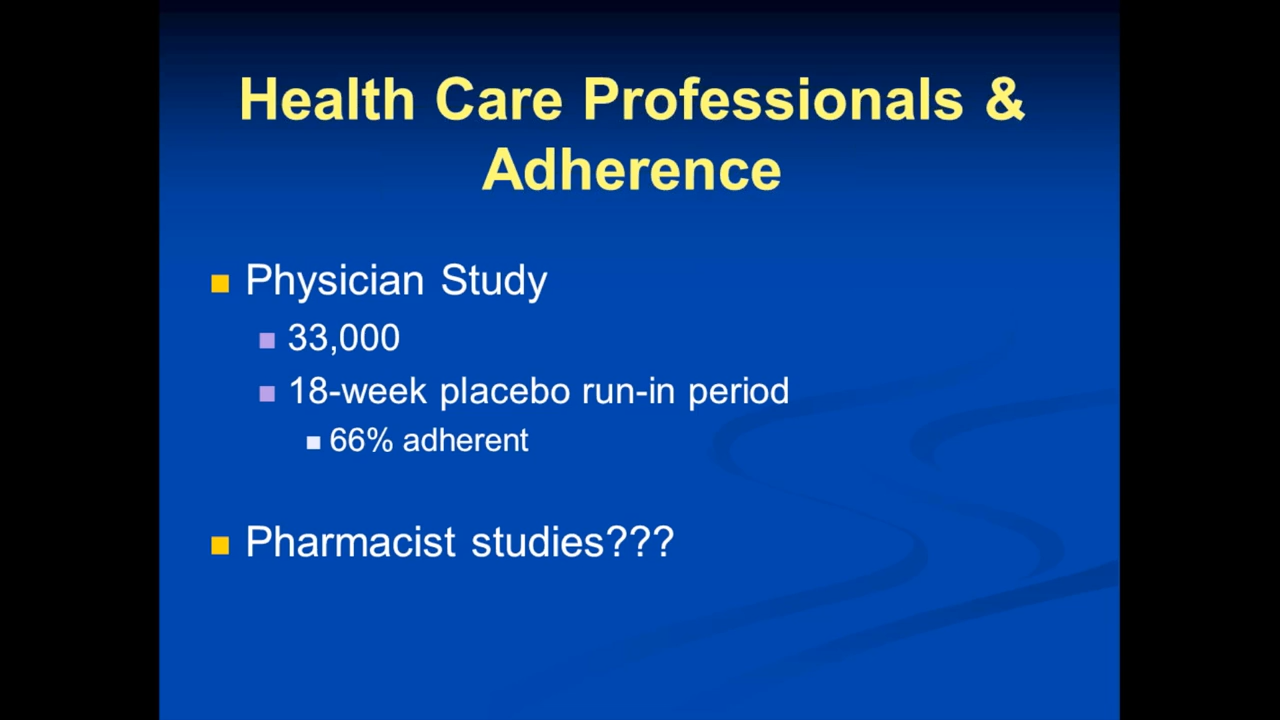 Health Care Professionals &
Adherence
Physician Study
33,000
18-week placebo run-in period
66% adherent
Pharmacist studies???